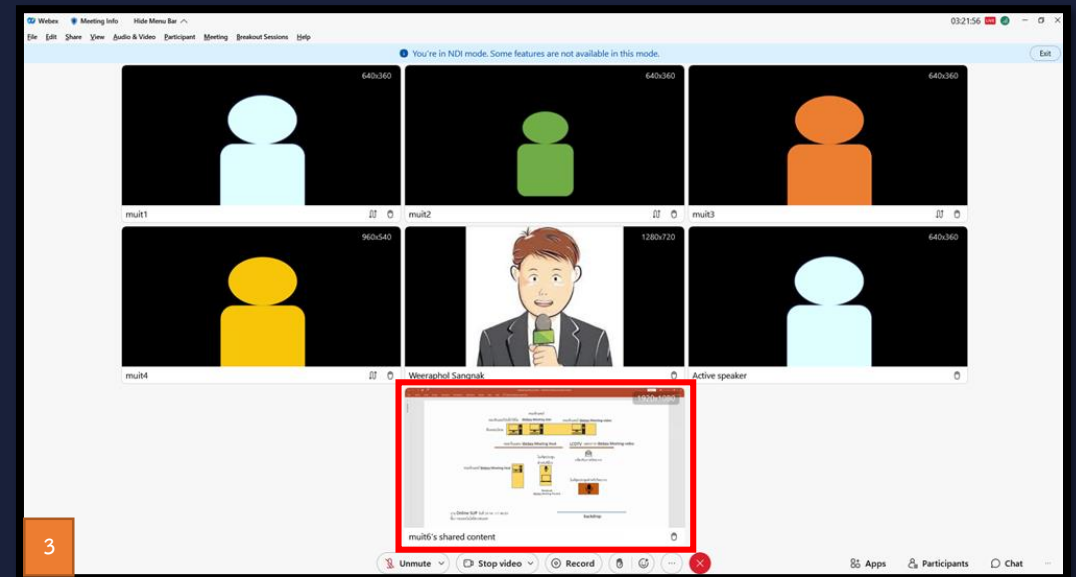 Webex Meeting Info Hide Menu Bar 03:21:56 LIVE
File Edit Share View Audio & Video Participant Meeting Breakout Sessions Help
You're in NDI mode. Some features are not available in this mode. Exit
640x360 640x360 640x360
muit1 muit2 muit3
960x540 1280x720 640x360
muit4 Weeraphol Sangnak Active speaker
1920x1080
muit6's shared content
3
Unmute Stop video Record Apps Participants Chat